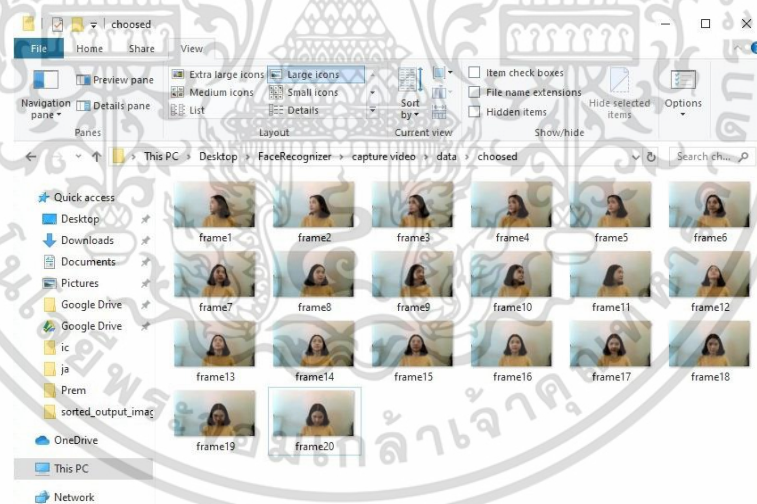 choosed
File Home Share View
Navigation pane
Preview pane
Details pane
Panes
Extra large icons Large icons
Medium icons Small icons
List Details
Layout
Sort by
Current view
Item check boxes
File name extensions
Hidden items
Hide selected items
Show/hide
Options
This PC > Desktop > FaceRecognizer > capture video > data > choosed
Search ch...
Quick access
Desktop
Downloads
Documents
Pictures
Google Drive
Google Drive
ic
ja
Prem
sorted_output_imag
OneDrive
This PC
Network
frame1 frame2 frame3 frame4 frame5 frame6
frame7 frame8 frame9 frame10 frame11 frame12
frame13 frame14 frame15 frame16 frame17 frame18
frame19 frame20